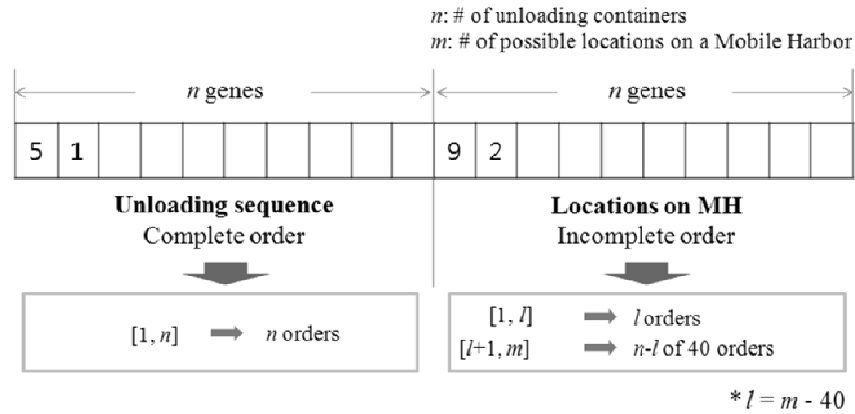 n: # of unloading containers
m: # of possible locations on a Mobile Harbor
n genes
n genes
5 1 9 2
Unloading sequence
Complete order
Locations on MH
Incomplete order
[1, n] n orders
[1, l] l orders
[l+1, m] n-l of 40 orders
* l = m - 40